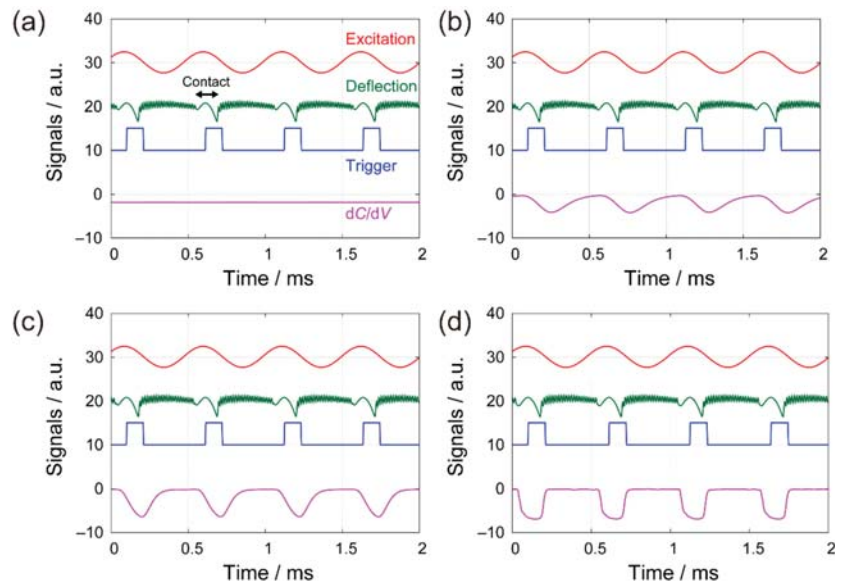 (a)
40
30
20
10
0
−10
Signals / a.u.
Excitation
Contact
Deflection
Trigger
dC/dV
0 0.5 1 1.5 2
Time / ms
(b)
40
30
20
10
0
−10
Signals / a.u.
0 0.5 1 1.5 2
Time / ms
(c)
40
30
20
10
0
−10
Signals / a.u.
0 0.5 1 1.5 2
Time / ms
(d)
40
30
20
10
0
−10
Signals / a.u.
0 0.5 1 1.5 2
Time / ms